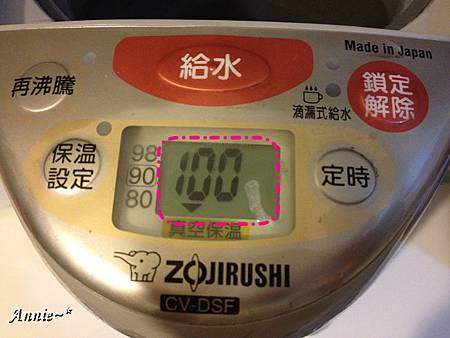 Made in Japan
給水
再沸騰
滴漏式給水
鎖定
解除
保溫
設定
98
90
80
100
定時
真空保溫
ZOJIRUSHI
CV-DSF
Annie~*